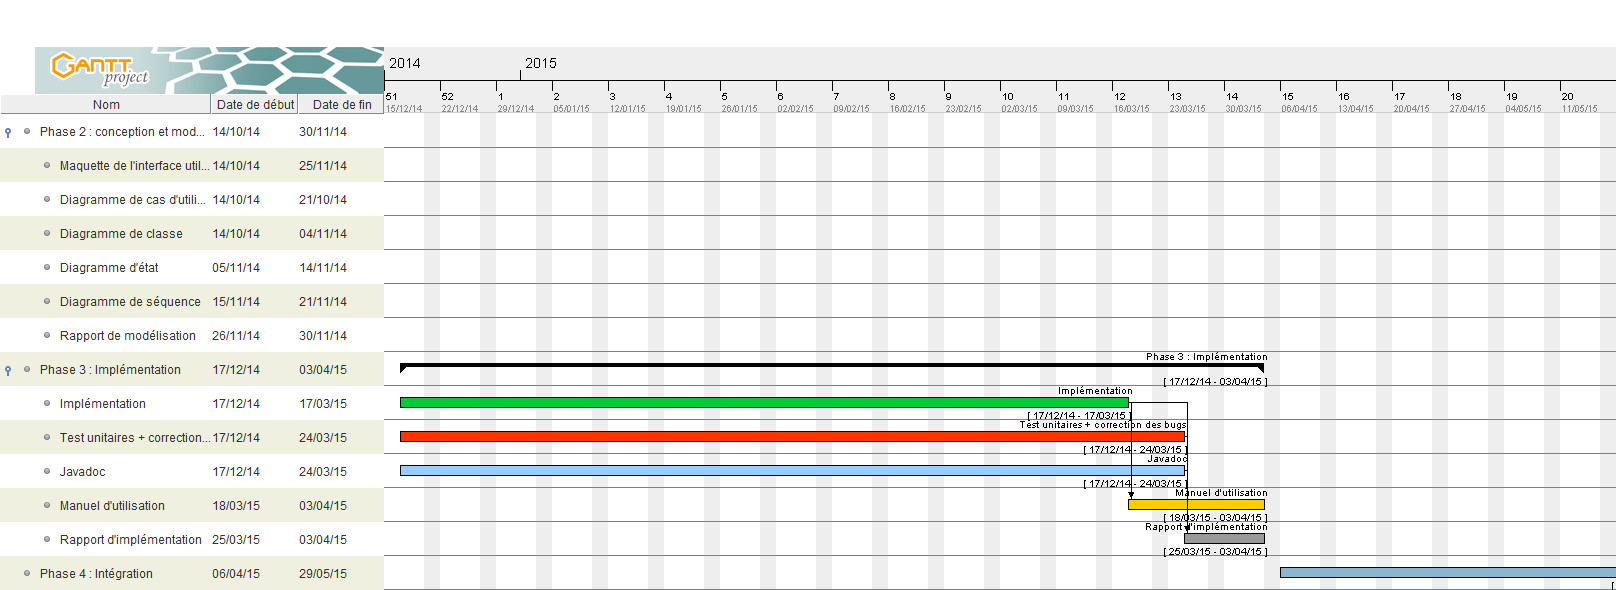 GANTT
project
2014
2015
Nom Date de début Date de fin
51 52 1 2 3 4 5 6 7 8 9 10 11 12 13 14 15 16 17 18 19 20
15/12/14 22/12/14 29/12/14 05/01/15 12/01/15 19/01/15 26/01/15 02/02/15 09/02/15 16/02/15 23/02/15 02/03/15 09/03/15 16/03/15 23/03/15 30/03/15 06/04/15 13/04/15 20/04/15 27/04/15 04/05/15 11/05/15
Phase 2 : conception et mod... 14/10/14 30/11/14
Maquette de l'interface util... 14/10/14 25/11/14
Diagramme de cas d'utili... 14/10/14 21/10/14
Diagramme de classe 14/10/14 04/11/14
Diagramme d'état 05/11/14 14/11/14
Diagramme de séquence 15/11/14 21/11/14
Rapport de modélisation 26/11/14 30/11/14
Phase 3 : Implémentation
Phase 3 : Implémentation 17/12/14 03/04/15
[ 17/12/14 - 03/04/15 ]
Implémentation
Implémentation 17/12/14 17/03/15
[ 17/12/14 - 17/03/15 ]
Test unitaires + correction des bugs
Test unitaires + correction... 17/12/14 24/03/15
[ 17/12/14 - 24/03/15 ]
Javadoc
Javadoc 17/12/14 24/03/15
[ 17/12/14 - 24/03/15 ]
Manuel d'utilisation
Manuel d'utilisation 18/03/15 03/04/15
[ 18/03/15 - 03/04/15 ]
Rapport d'implémentation
Rapport d'implémentation 25/03/15 03/04/15
[ 25/03/15 - 03/04/15 ]
Phase 4 : Intégration 06/04/15 29/05/15
[